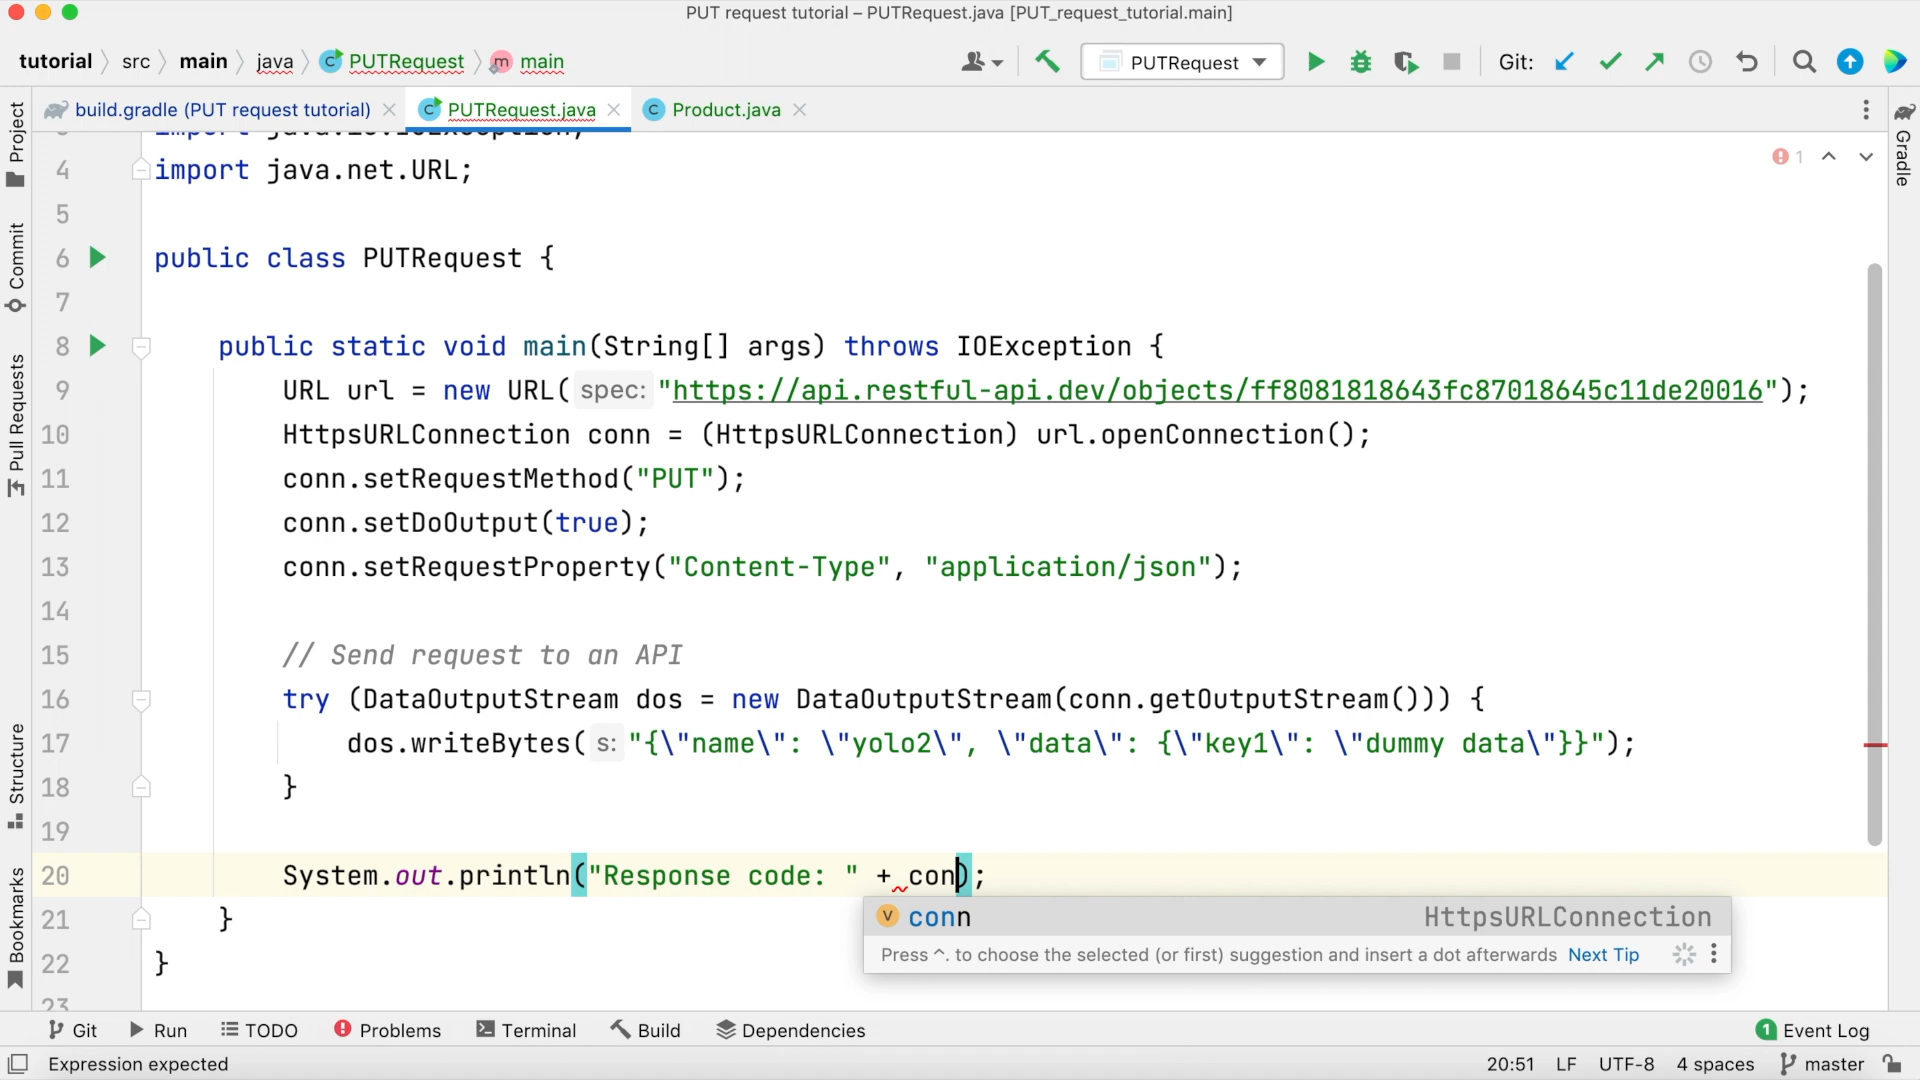 PUT request tutorial – PUTRequest.java [PUT_request_tutorial.main]
tutorial src main java C PUTRequest m main
PUTRequest Git:
build.gradle (PUT request tutorial) C PUTRequest.java C Product.java
Project
Commit
Pull Requests
Structure
Bookmarks
Gradle
1
import java.io.IOException;
4 import java.net.URL;
5
6 public class PUTRequest {
7
8 public static void main(String[] args) throws IOException {
9 URL url = new URL( spec: "https://api.restful-api.dev/objects/ff8081818643fc87018645c11de20016");
10 HttpsURLConnection conn = (HttpsURLConnection) url.openConnection();
11 conn.setRequestMethod("PUT");
12 conn.setDoOutput(true);
13 conn.setRequestProperty("Content-Type", "application/json");
14
15 // Send request to an API
16 try (DataOutputStream dos = new DataOutputStream(conn.getOutputStream())) {
17 dos.writeBytes( s: "{\"name\": \"yolo2\", \"data\": {\"key1\": \"dummy data\"}}");
18 }
19
20 System.out.println("Response code: " + con);
21 }
22 }
23
v conn HttpsURLConnection
Press ^. to choose the selected (or first) suggestion and insert a dot afterwards Next Tip
Git Run TODO Problems Terminal Build Dependencies 1 Event Log
Expression expected 20:51 LF UTF-8 4 spaces master